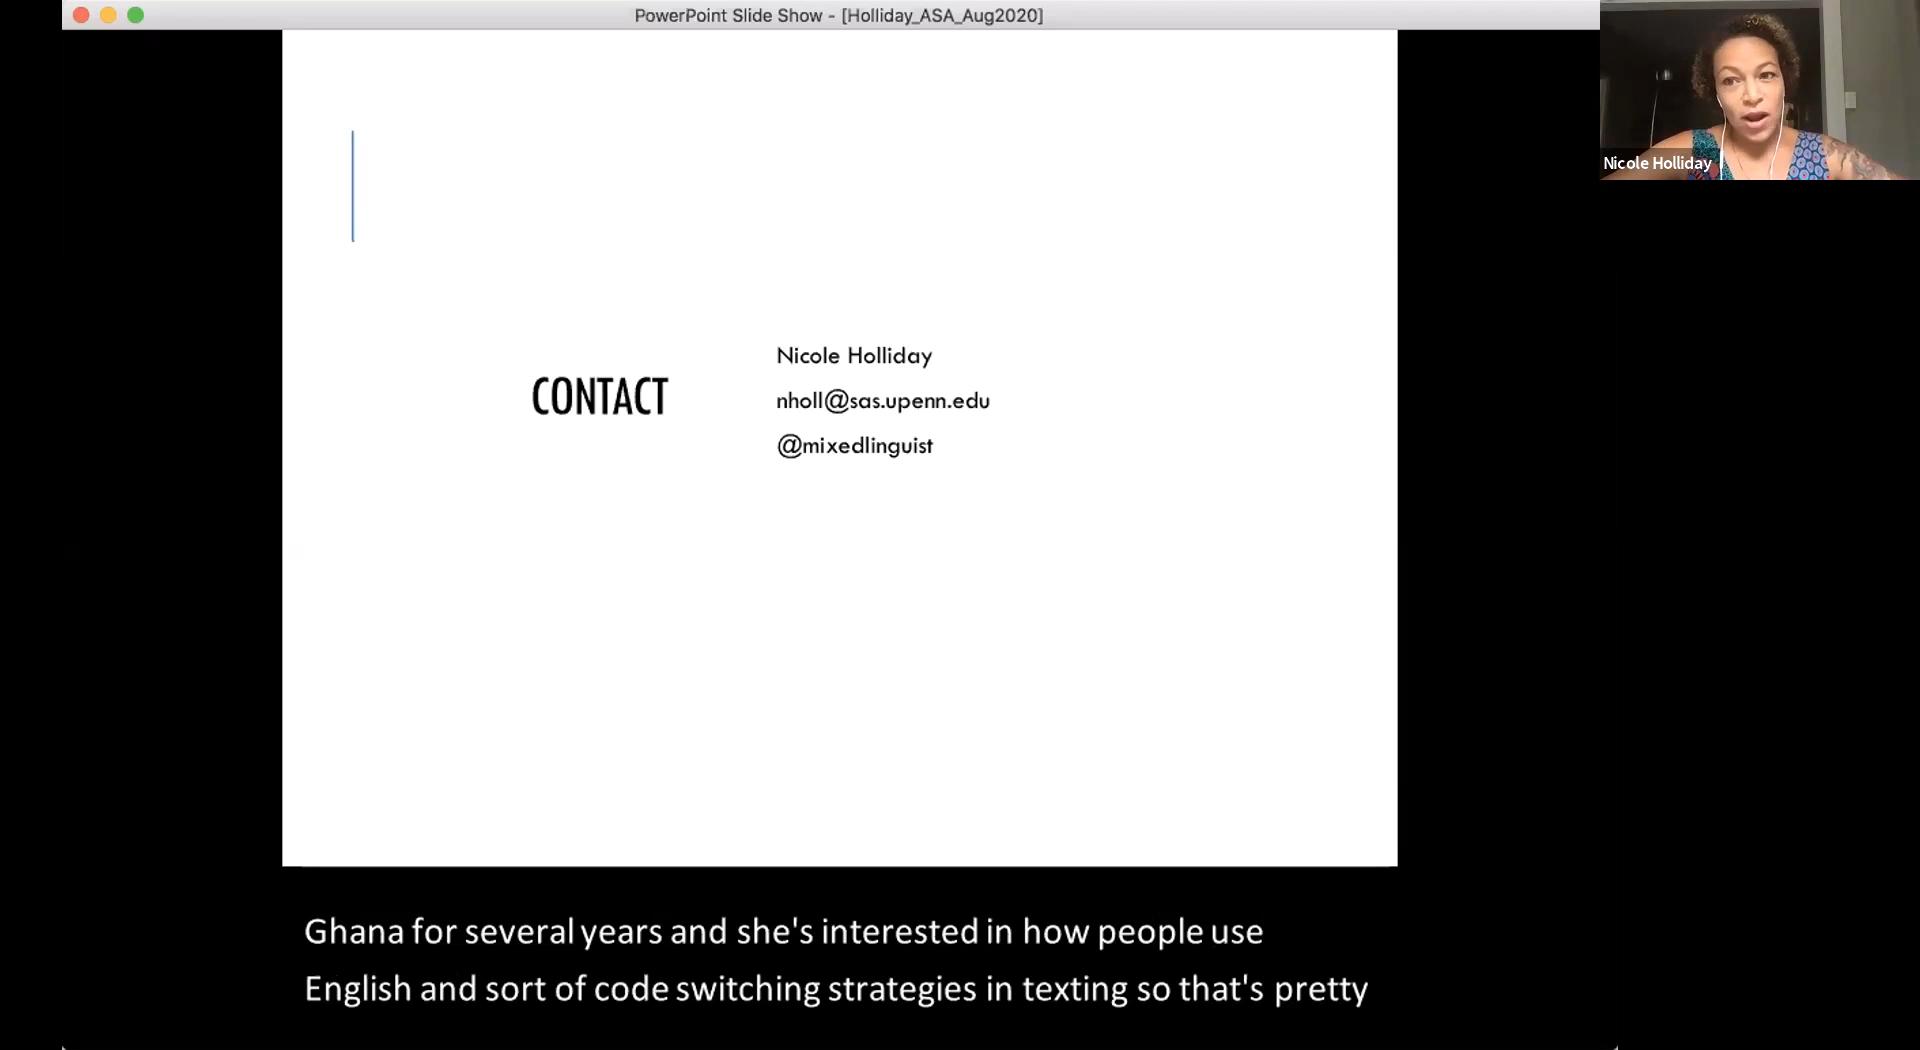 PowerPoint Slide Show - [Holliday_ASA_Aug2020]
Nicole Holliday
CONTACT
Nicole Holliday
nholl@sas.upenn.edu
@mixedlinguist
Ghana for several years and she's interested in how people use
English and sort of code switching strategies in texting so that's pretty